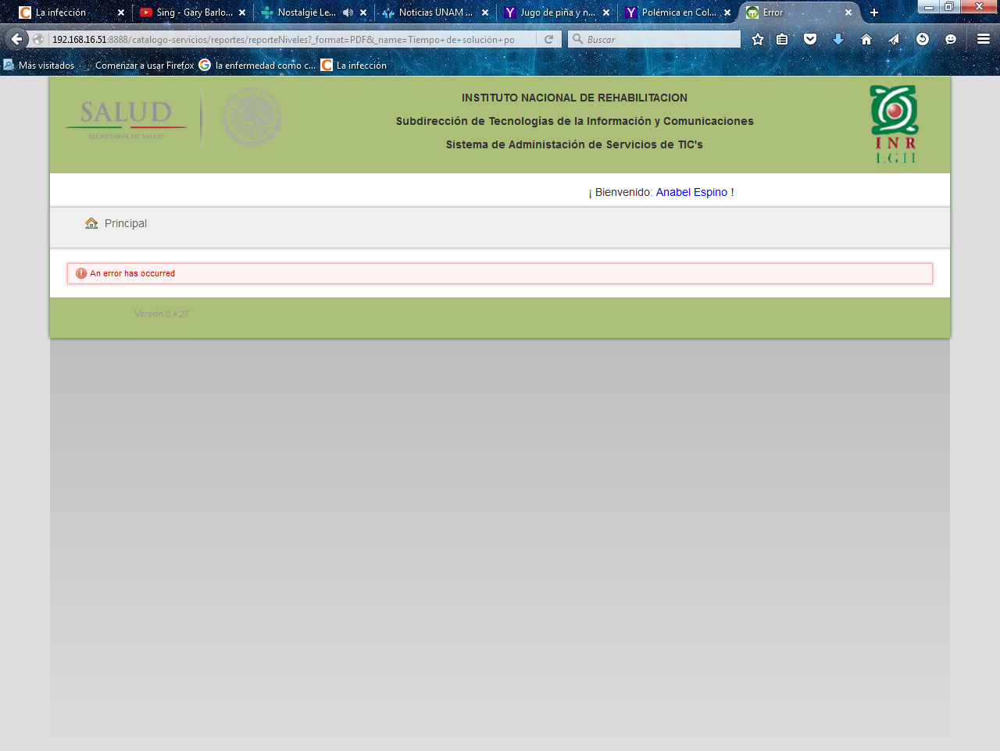 La infección
Sing - Gary Barlo...
Nostalgie Le...
Noticias UNAM ...
Jugo de piña y n...
Polémica en Col...
Error
192.168.16.51:8888/catalogo-servicios/reportes/reporteNiveles?_format=PDF&_name=Tiempo+de+solución+po
Buscar
Más visitados
Comenzar a usar Firefox
la enfermedad como c...
La infección
SALUD
SECRETARÍA DE SALUD
INSTITUTO NACIONAL DE REHABILITACION
Subdirección de Tecnologías de la Información y Comunicaciones
Sistema de Administación de Servicios de TIC's
INR
LGII
¡ Bienvenido: Anabel Espino !
Principal
An error has occurred
Versión 0.4.27